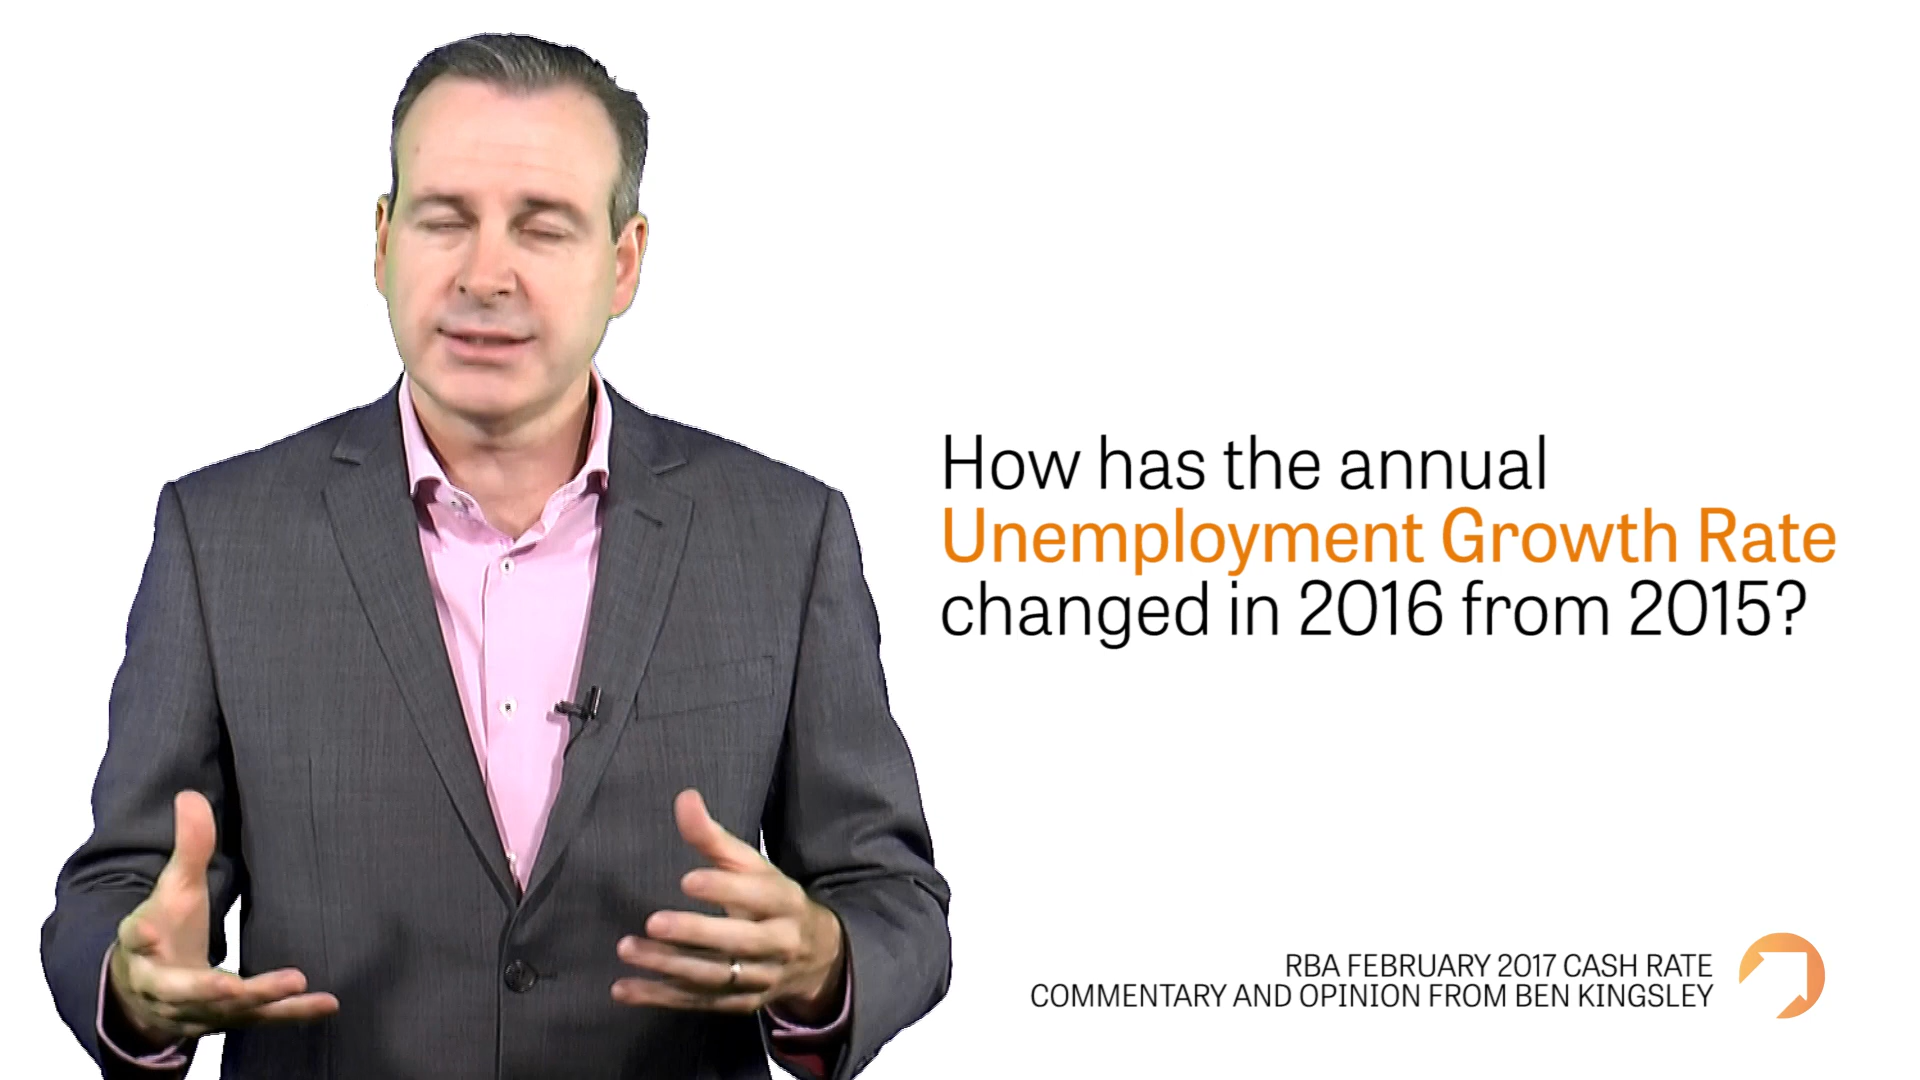 How has the annual
Unemployment Growth Rate
changed in 2016 from 2015?
RBA FEBRUARY 2017 CASH RATE
COMMENTARY AND OPINION FROM BEN KINGSLEY